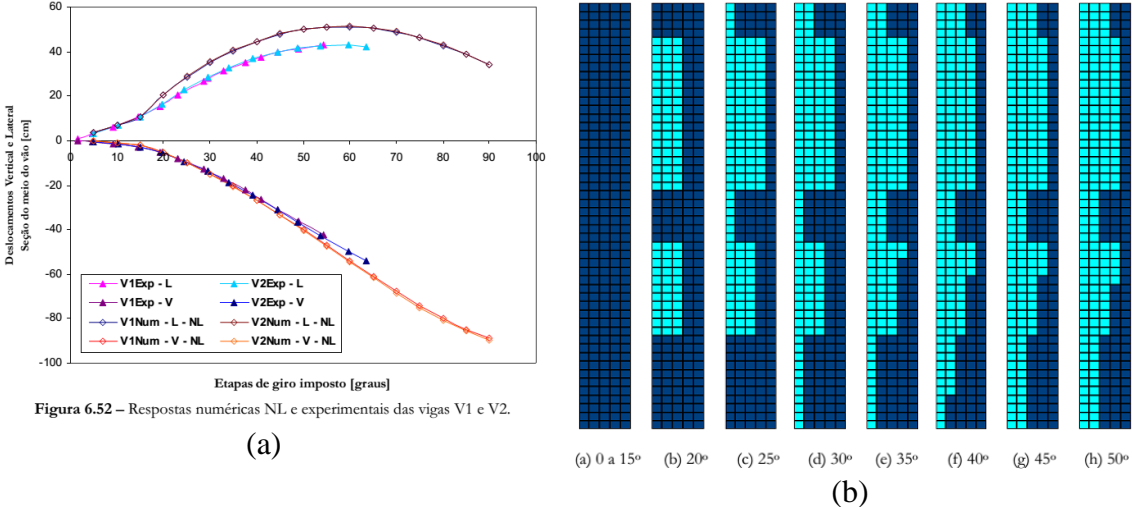 60
40
20
0
-20
-40
-60
-80
-100
0 10 20 30 40 50 60 70 80 90 100
Deslocamentos Vertical e Lateral
Seção do meio do vão [cm]
V1Exp - L
V2Exp - L
V1Exp - V
V2Exp - V
V1Num - L - NL
V2Num - L - NL
V1Num - V - NL
V2Num - V - NL
Etapas de giro imposto [graus]
Figura 6.52 – Respostas numéricas NL e experimentais das vigas V1 e V2.
(a)
(a) 0 a 15º (b) 20º (c) 25º (d) 30º (e) 35º (f) 40º (g) 45º (h) 50º
(b)